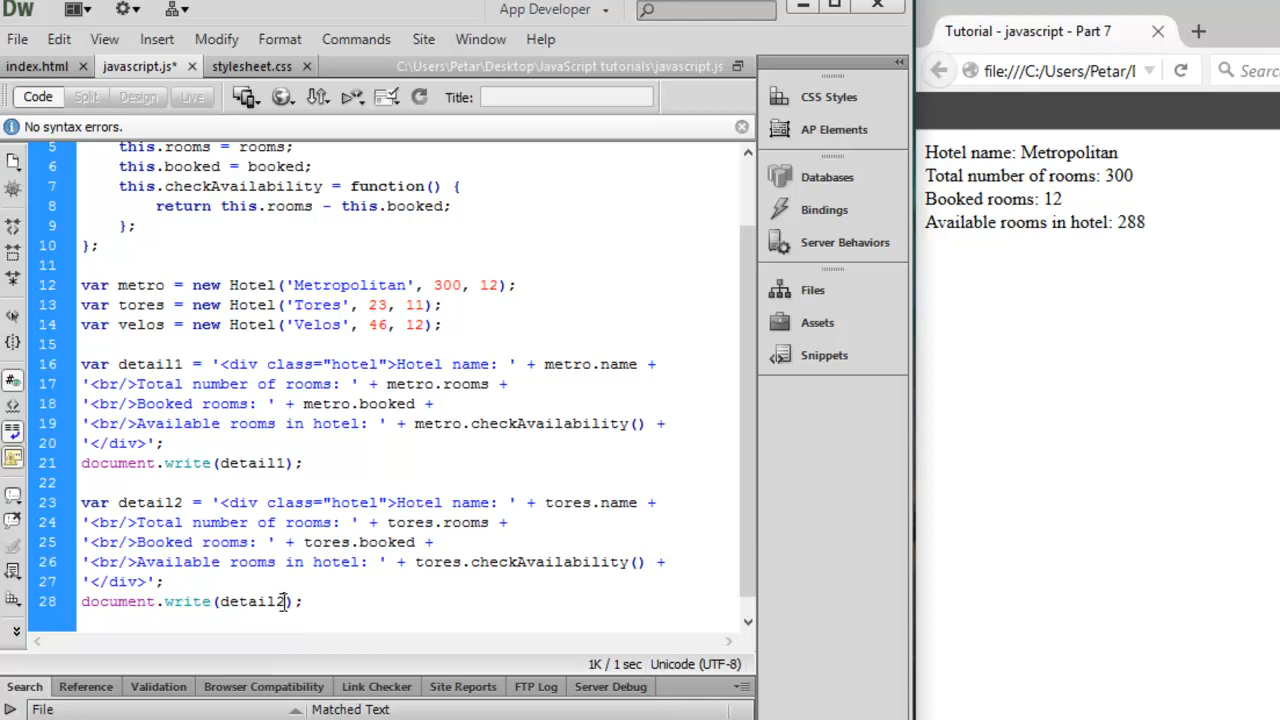 Dw
App Developer
File Edit View Insert Modify Format Commands Site Window Help
index.html javascript.js* stylesheet.css C:\Users\Petar\Desktop\JavaScript tutorials\javascript.js
Code Split Design Live Title:
No syntax errors.
5 this.rooms = rooms;
6 this.booked = booked;
7 this.checkAvailability = function() {
8 return this.rooms - this.booked;
9 };
10 };
11
12 var metro = new Hotel('Metropolitan', 300, 12);
13 var tores = new Hotel('Tores', 23, 11);
14 var velos = new Hotel('Velos', 46, 12);
15
16 var detail1 = '<div class="hotel">Hotel name: ' + metro.name +
17 '<br/>Total number of rooms: ' + metro.rooms +
18 '<br/>Booked rooms: ' + metro.booked +
19 '<br/>Available rooms in hotel: ' + metro.checkAvailability() +
20 '</div>';
21 document.write(detail1);
22
23 var detail2 = '<div class="hotel">Hotel name: ' + tores.name +
24 '<br/>Total number of rooms: ' + tores.rooms +
25 '<br/>Booked rooms: ' + tores.booked +
26 '<br/>Available rooms in hotel: ' + tores.checkAvailability() +
27 '</div>';
28 document.write(detail2);
1K / 1 sec Unicode (UTF-8)
Search Reference Validation Browser Compatibility Link Checker Site Reports FTP Log Server Debug
File Matched Text
CSS Styles
AP Elements
Databases
Bindings
Server Behaviors
Files
Assets
Snippets
Tutorial - javascript - Part 7
file:///C:/Users/Petar/ Searc
Hotel name: Metropolitan
Total number of rooms: 300
Booked rooms: 12
Available rooms in hotel: 288